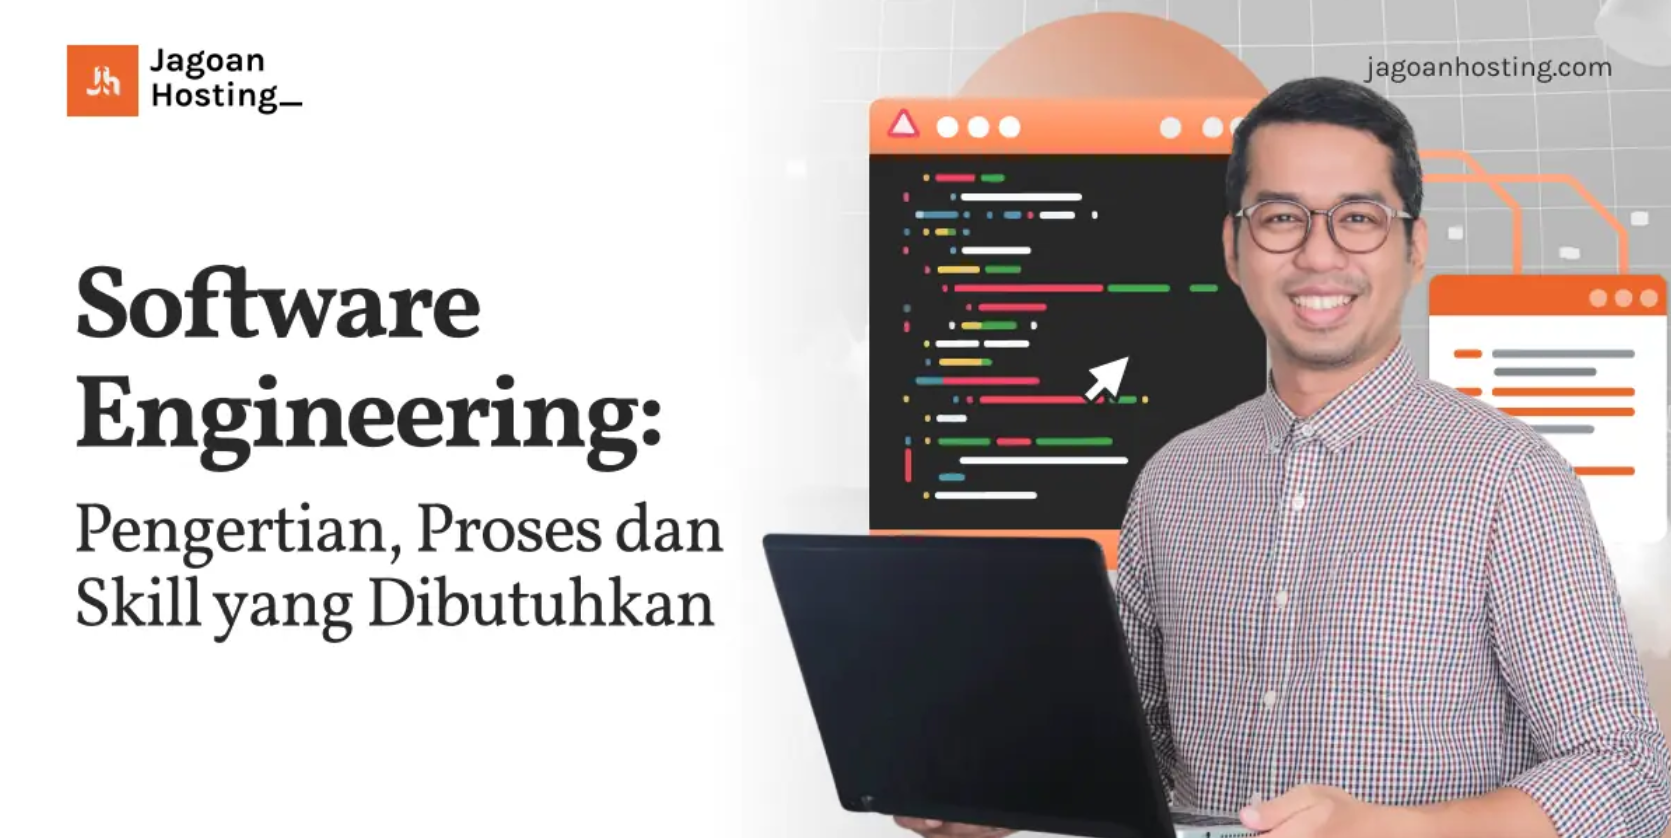 Jagoan
Hosting_
jagoanhosting.com
Software
Engineering:
Pengertian, Proses dan
Skill yang Dibutuhkan